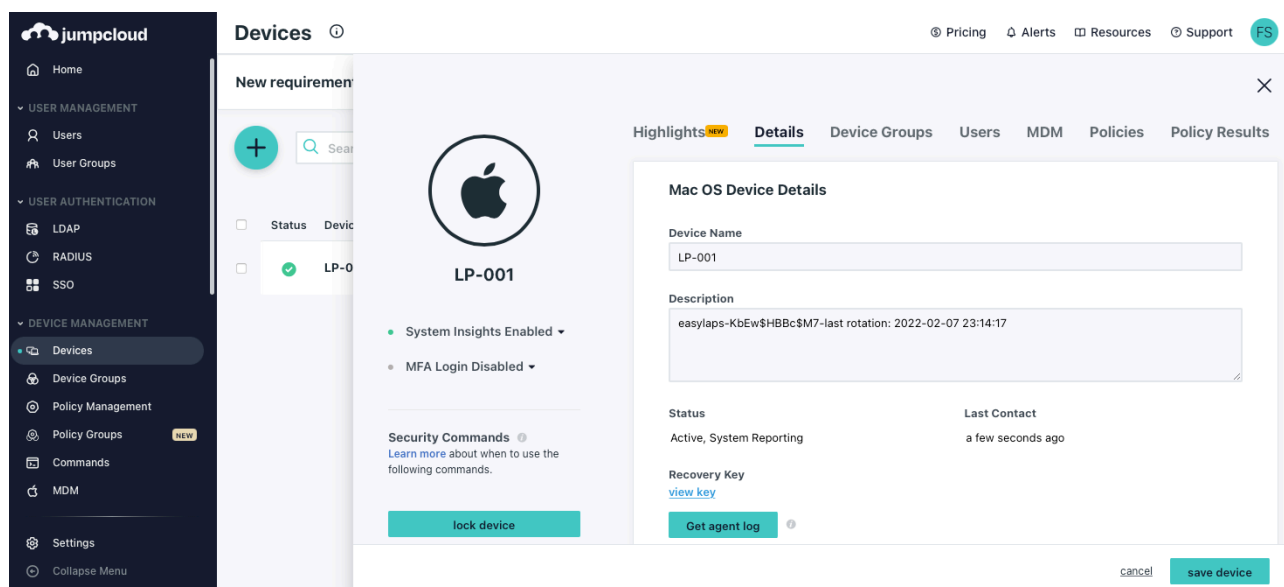 jumpcloud
Devices
Pricing
Alerts
Resources
Support
FS
Home
USER MANAGEMENT
Users
User Groups
USER AUTHENTICATION
LDAP
RADIUS
SSO
DEVICE MANAGEMENT
Devices
Device Groups
Policy Management
Policy Groups NEW
Commands
MDM
Settings
Collapse Menu
New requirement
Sear
Status Devic
LP-0
LP-001
System Insights Enabled
MFA Login Disabled
Security Commands
Learn more about when to use the
following commands.
lock device
Highlights NEW Details Device Groups Users MDM Policies Policy Results
Mac OS Device Details
Device Name
LP-001
Description
easylaps-KbEw$HBBc$M7-last rotation: 2022-02-07 23:14:17
Status
Active, System Reporting
Last Contact
a few seconds ago
Recovery Key
view key
Get agent log
cancel
save device